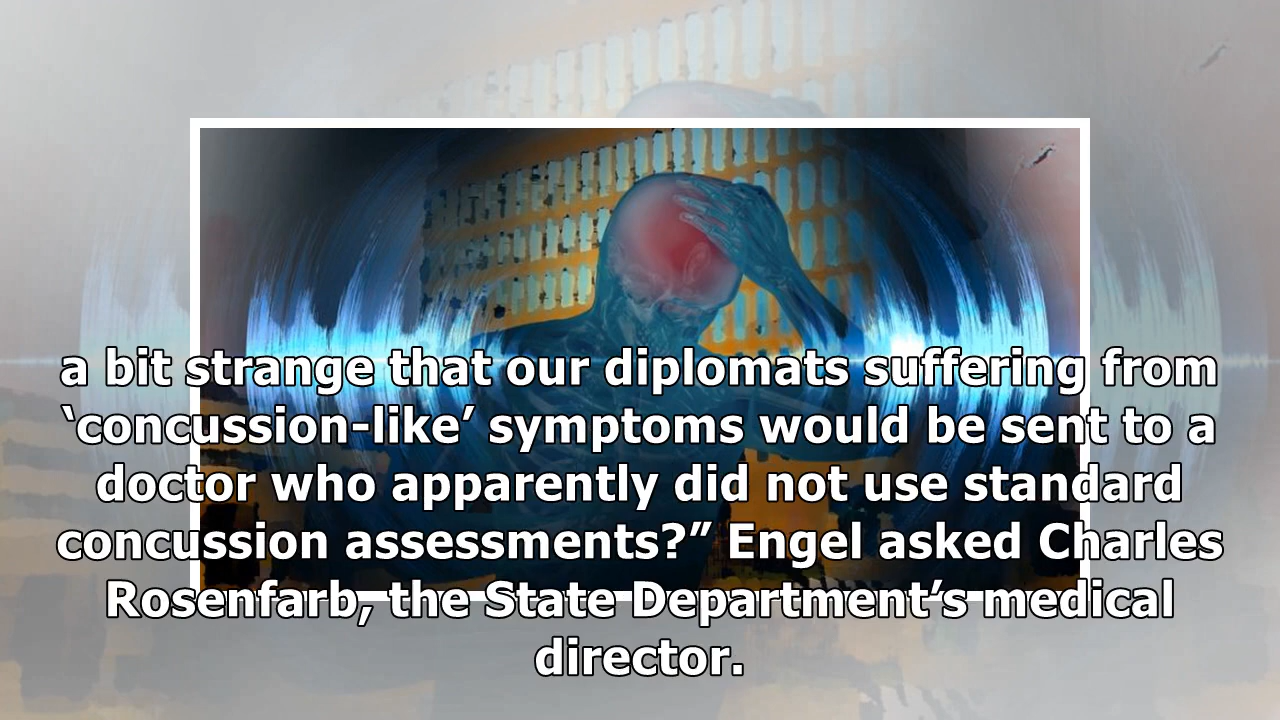 a bit strange that our diplomats suffering from
‘concussion-like’ symptoms would be sent to a
doctor who apparently did not use standard
concussion assessments?” Engel asked Charles
Rosenfarb, the State Department’s medical
director.